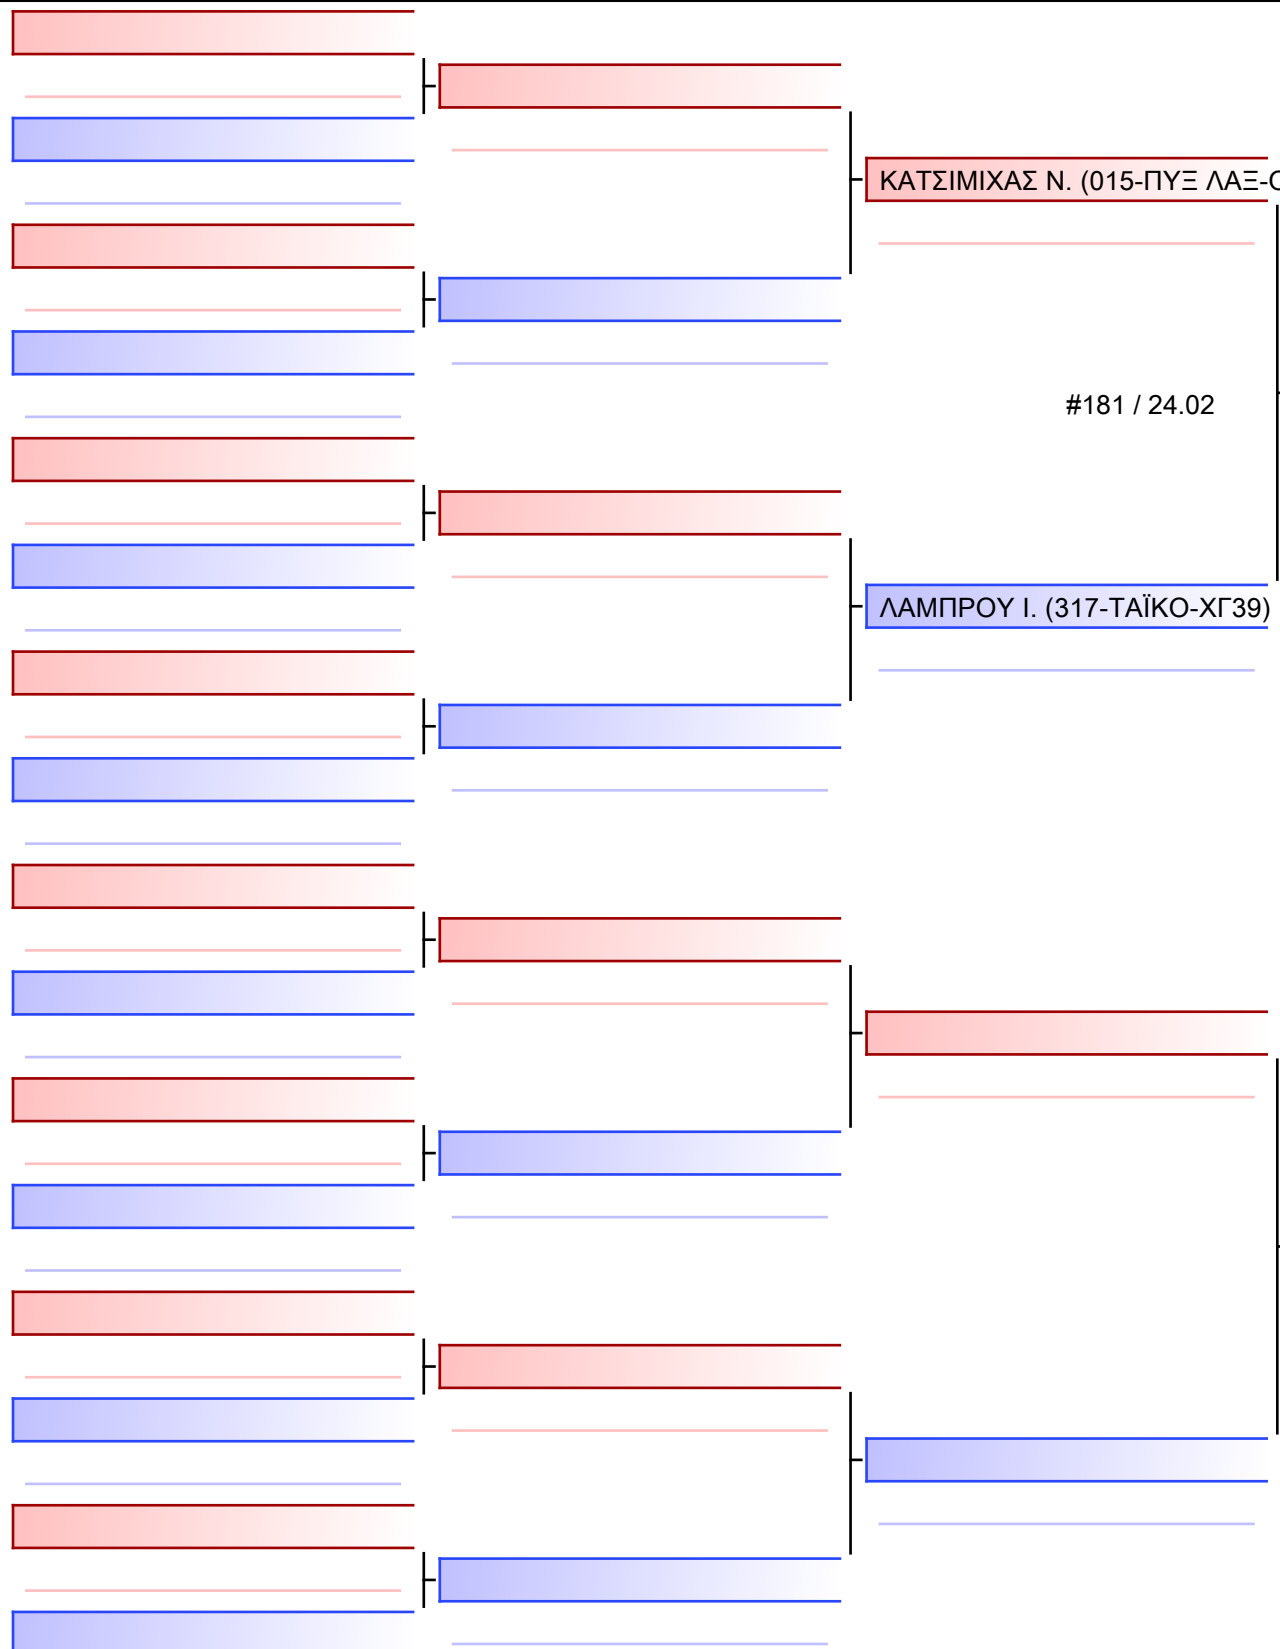 ΚΑΤΣΙΜΙΧΑΣ Ν. (015-ΠΥΞ ΛΑΞ-
#181 / 24.02
ΛΑΜΠΡΟΥ Ι. (317-ΤΑΪΚΟ-ΧΓ39)